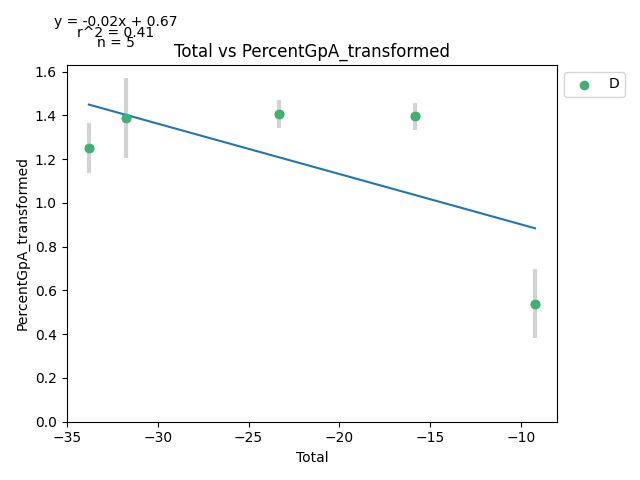 y = -0.02x + 0.67
r^2 = 0.41
n = 5
Total vs PercentGpA_transformed
D
PercentGpA_transformed
1.6
1.4
1.2
1.0
0.8
0.6
0.4
0.2
0.0
−35
−30
−25
−20
−15
−10
Total